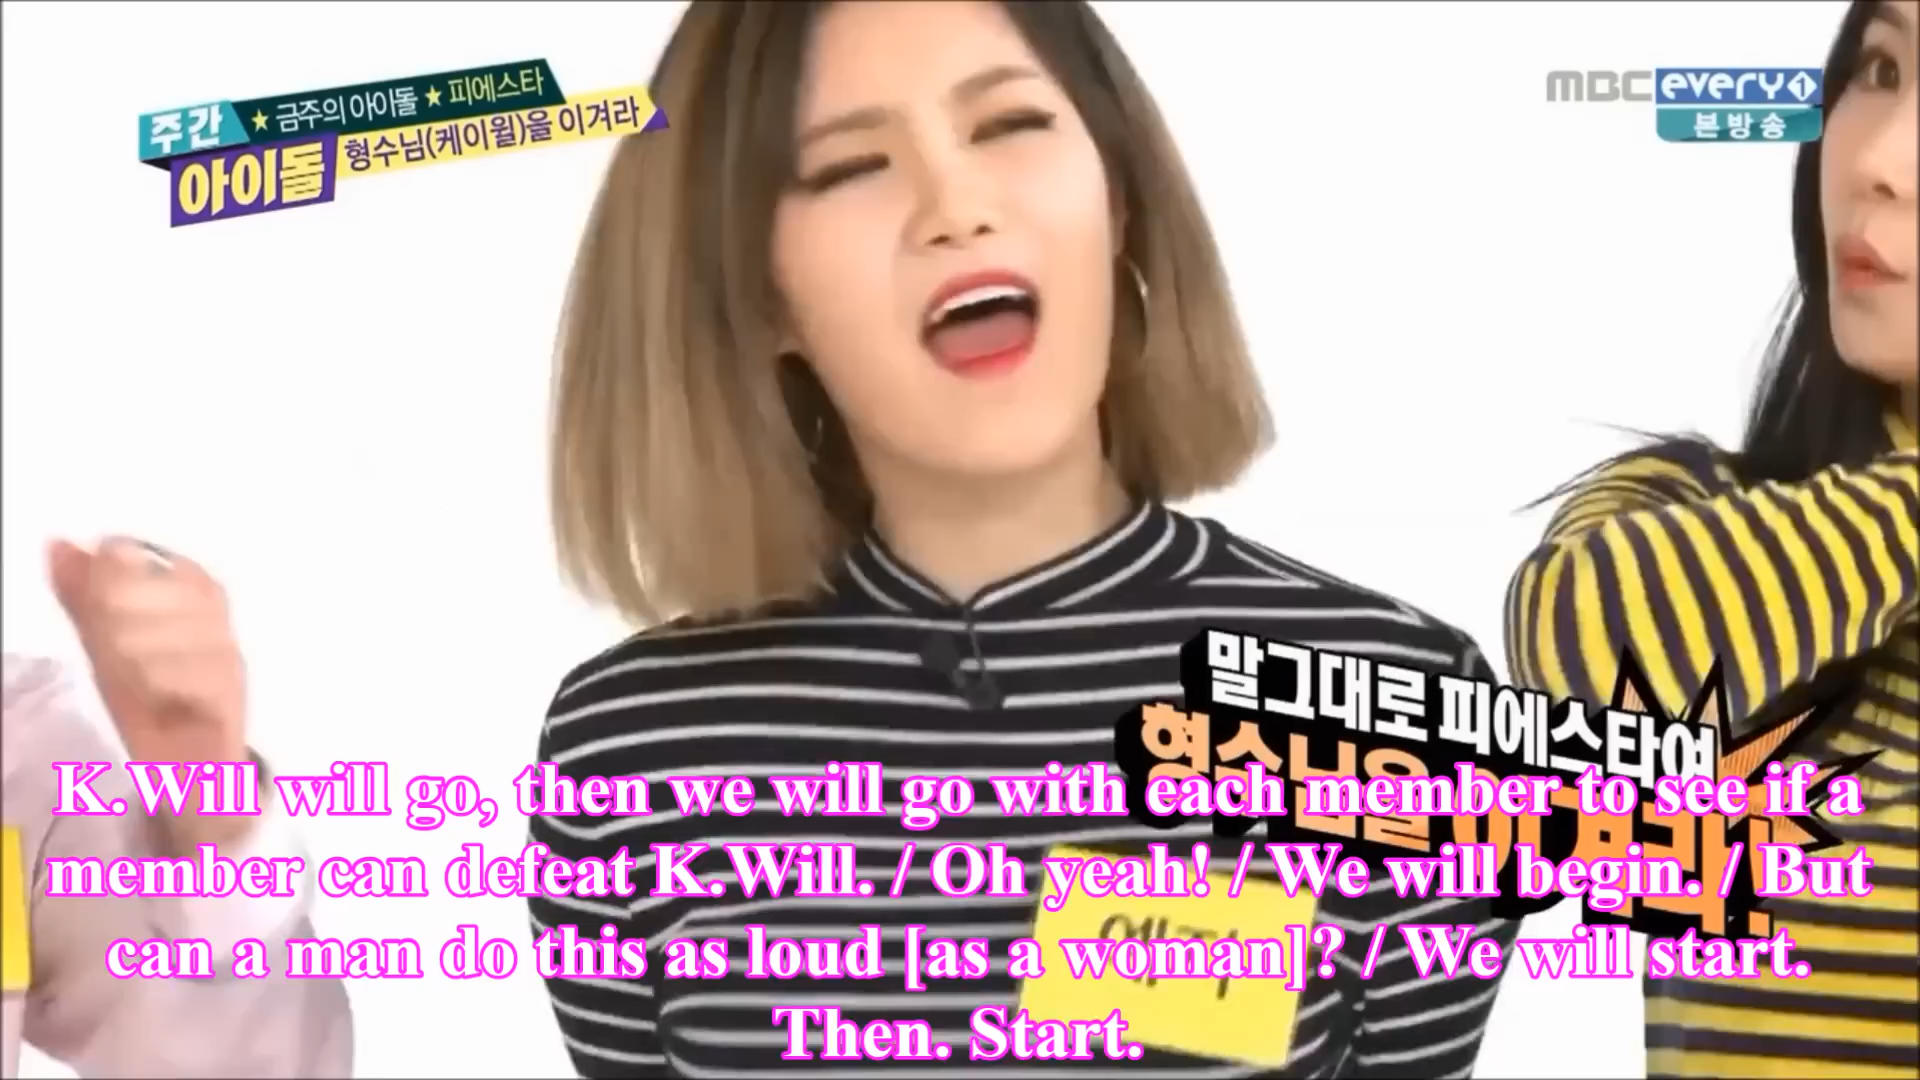 주간 ★ 금주의 아이돌 ★ 피에스타
아이돌 형수님(케이윌)을 이겨라
MBC every1
본방송
말그대로 피에스타여
형수님을 이겨라!
K.Will will go, then we will go with each member to see if a
member can defeat K.Will. / Oh yeah! / We will begin. / But
can a man do this as loud [as a woman]? / We will start.
Then. Start.